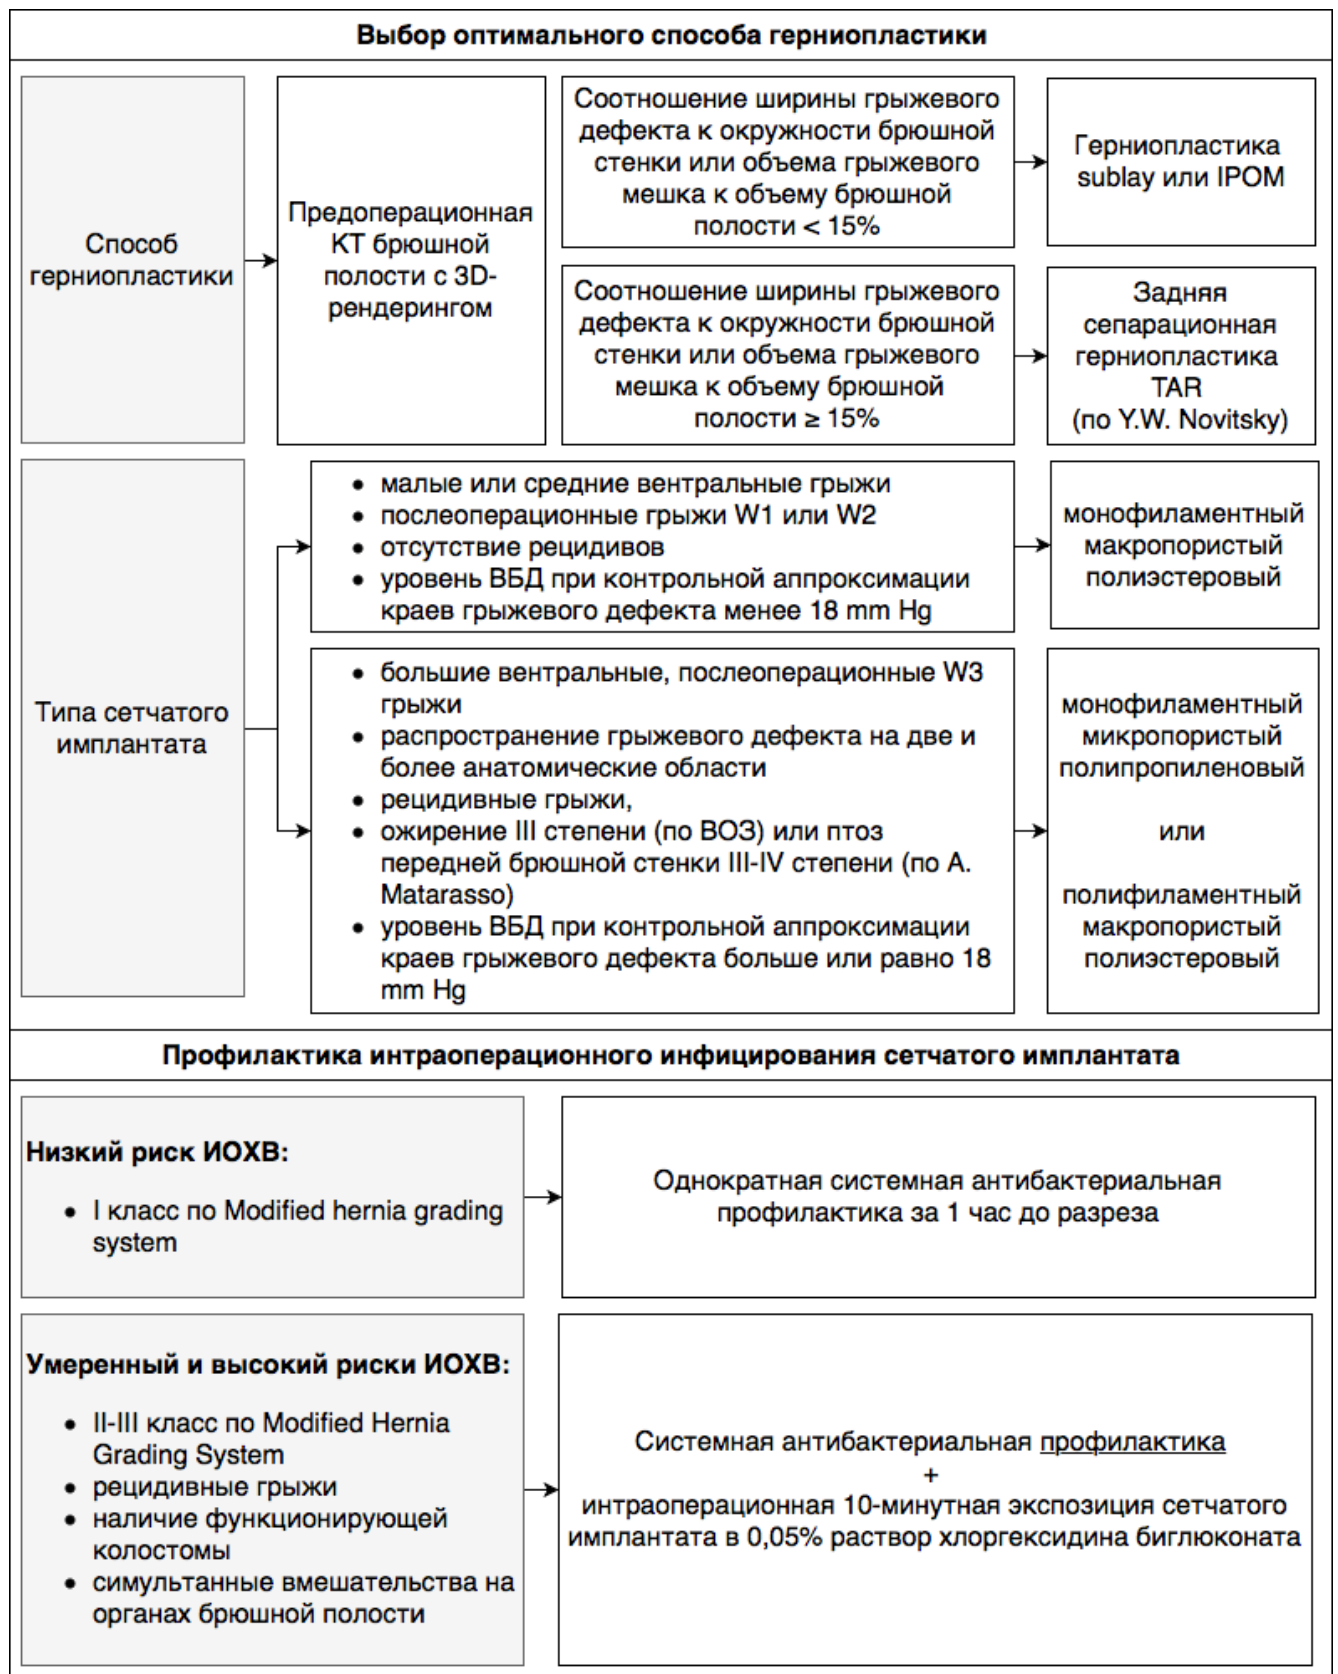 Выбор оптимального способа герниопластики
Способ
герниопластики
Предоперационная
КТ брюшной
полости с 3D-
рендерингом
Соотношение ширины грыжевого
дефекта к окружности брюшной
стенки или объема грыжевого
мешка к объему брюшной
полости < 15%
Герниопластика
sublay или IPOM
Соотношение ширины грыжевого
дефекта к окружности брюшной
стенки или объема грыжевого
мешка к объему брюшной
полости ≥ 15%
Задняя
сепарационная
герниопластика
TAR
(по Y.W. Novitsky)
Типа сетчатого
имплантата
• малые или средние вентральные грыжи
• послеоперационные грыжи W1 или W2
• отсутствие рецидивов
• уровень ВБД при контрольной аппроксимации
краев грыжевого дефекта менее 18 mm Hg
монофиламентный
макропористый
полиэстеровый
• большие вентральные, послеоперационные W3
грыжи
• распространение грыжевого дефекта на две и
более анатомические области
• рецидивные грыжи,
• ожирение III степени (по ВОЗ) или птоз
передней брюшной стенки III-IV степени (по A.
Matarasso)
• уровень ВБД при контрольной аппроксимации
краев грыжевого дефекта больше или равно 18
mm Hg
монофиламентный
микропористый
полипропиленовый
или
полифиламентный
макропористый
полиэстеровый
Профилактика интраоперационного инфицирования сетчатого имплантата
Низкий риск ИОХВ:
• I класс по Modified hernia grading
system
Однократная системная антибактериальная
профилактика за 1 час до разреза
Умеренный и высокий риски ИОХВ:
• II-III класс по Modified Hernia
Grading System
• рецидивные грыжи
• наличие функционирующей
колостомы
• симультанные вмешательства на
органах брюшной полости
Системная антибактериальная профилактика
+
интраоперационная 10-минутная экспозиция сетчатого
имплантата в 0,05% раствор хлоргексидина биглюконата